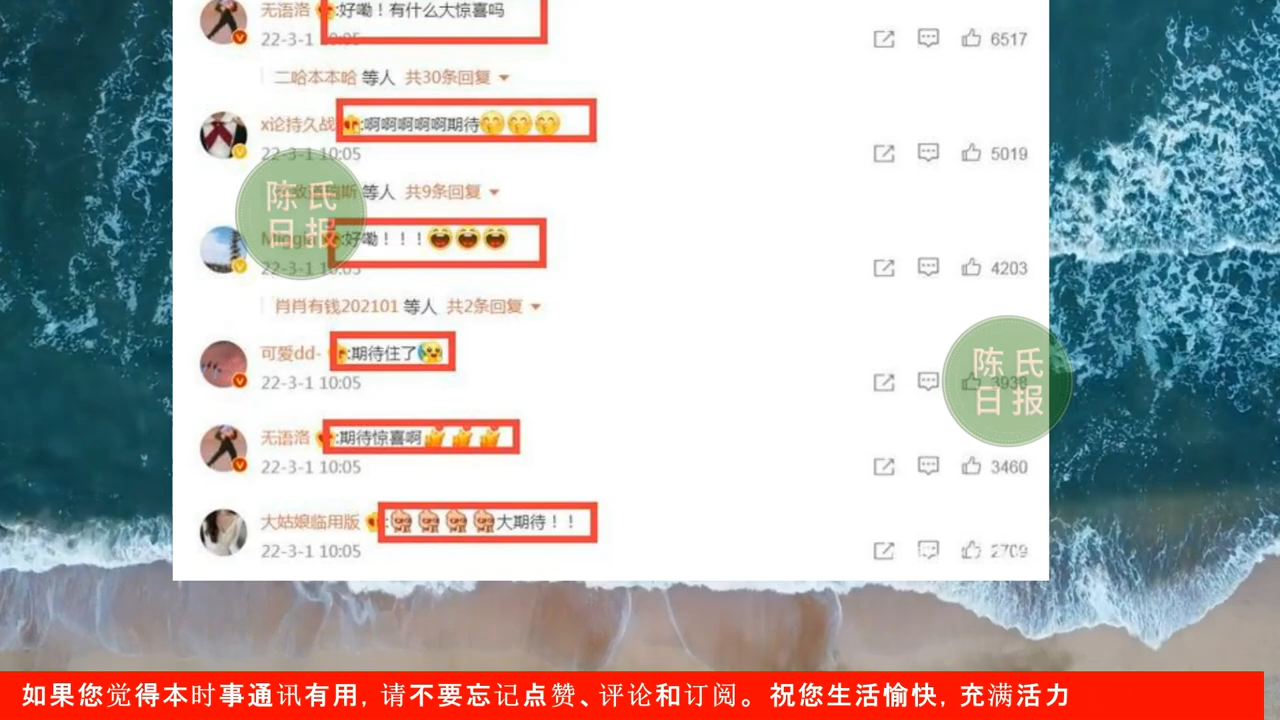 无语洛:好嘞！有什么大惊喜吗
22-3-1 10:05
6517
二哈本本哈 等人 共30条回复
x论持久战:啊啊啊啊啊期待
22-3-1 10:05
5019
等人 共9条回复
:好嘞！！！
22-3-1 10:05
4203
肖肖有钱202101 等人 共2条回复
可爱dd-:期待住了
22-3-1 10:05
3938
无语洛:期待惊喜啊
22-3-1 10:05
3460
大姑娘临用版:大期待！！
22-3-1 10:05
2709
陈氏
日报
陈氏
日报
如果您觉得本时事通讯有用, 请不要忘记点赞、评论和订阅。祝您生活愉快, 充满活力